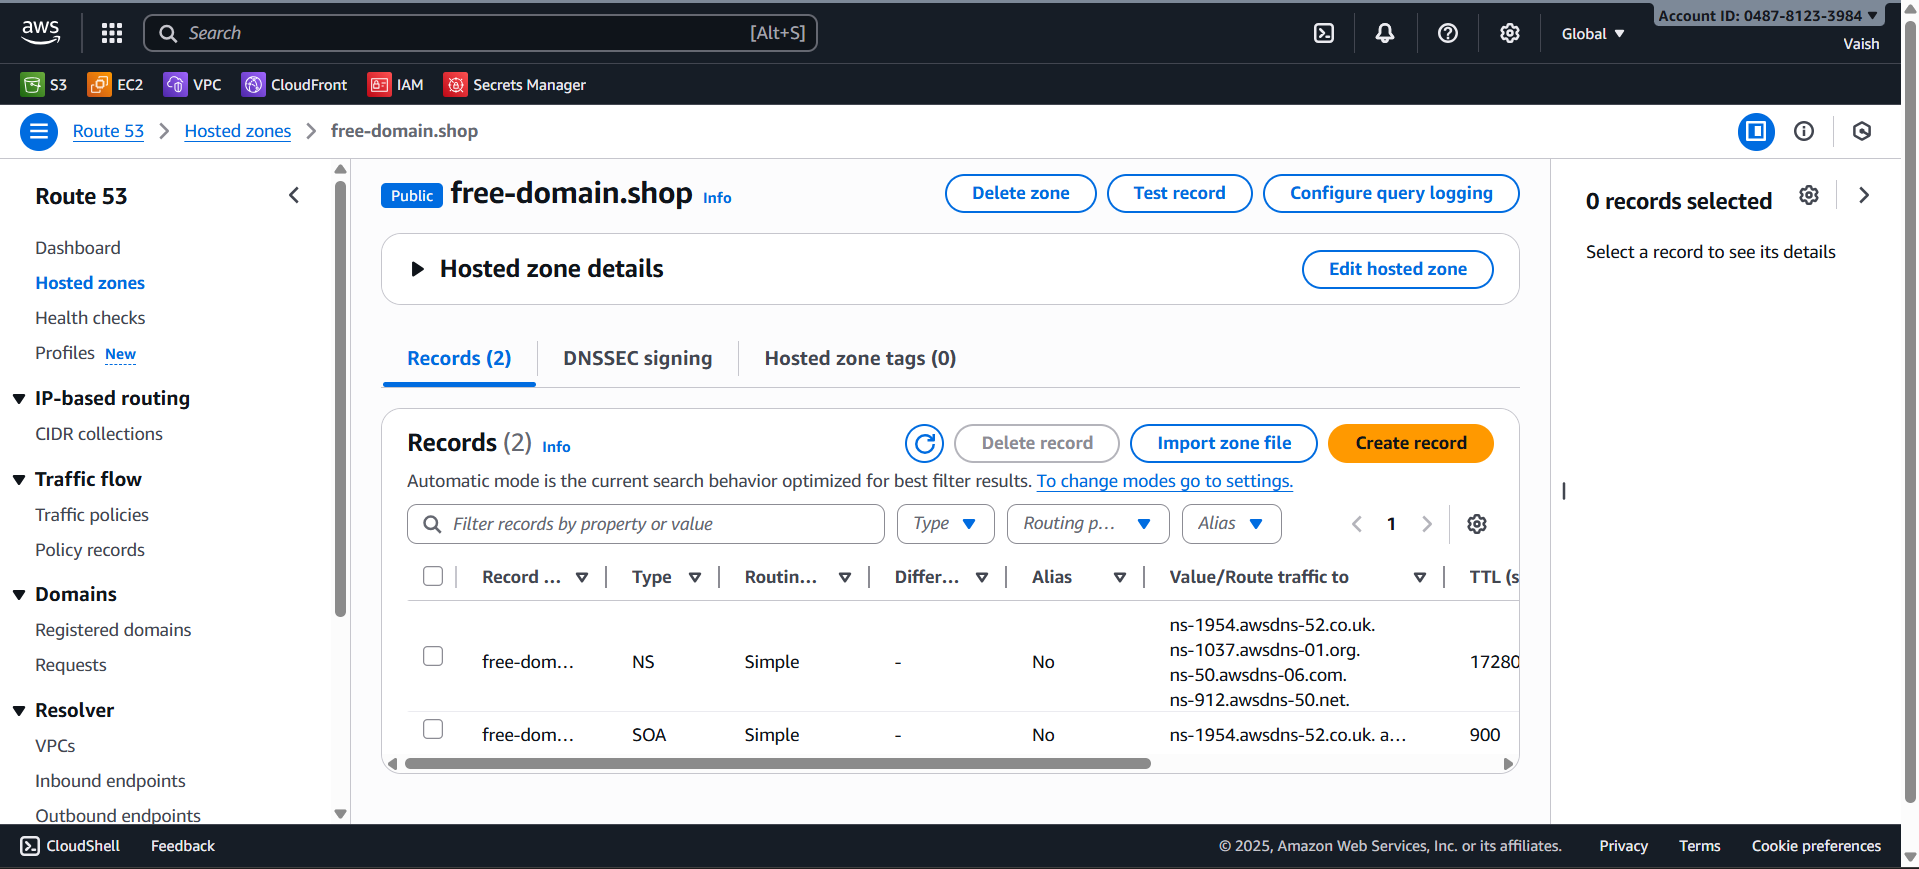 aws
Search
[Alt+S]
Global
Account ID: 0487-8123-3984
Vaish
S3
EC2
VPC
CloudFront
IAM
Secrets Manager
Route 53
Hosted zones
free-domain.shop
Route 53
Dashboard
Hosted zones
Health checks
Profiles New
IP-based routing
CIDR collections
Traffic flow
Traffic policies
Policy records
Domains
Registered domains
Requests
Resolver
VPCs
Inbound endpoints
Outbound endpoints
Public free-domain.shop Info
Delete zone
Test record
Configure query logging
Hosted zone details
Edit hosted zone
Records (2)
DNSSEC signing
Hosted zone tags (0)
Records (2) Info
Delete record
Import zone file
Create record
Automatic mode is the current search behavior optimized for best filter results. To change modes go to settings.
Filter records by property or value
Type
Routing p...
Alias
1
Record ... Type Routin... Differ... Alias Value/Route traffic to TTL (s
free-dom... NS Simple - No
ns-1954.awsdns-52.co.uk.
ns-1037.awsdns-01.org.
ns-50.awsdns-06.com.
ns-912.awsdns-50.net.
17280
free-dom... SOA Simple - No ns-1954.awsdns-52.co.uk. a... 900
0 records selected
Select a record to see its details
CloudShell
Feedback
© 2025, Amazon Web Services, Inc. or its affiliates.
Privacy
Terms
Cookie preferences